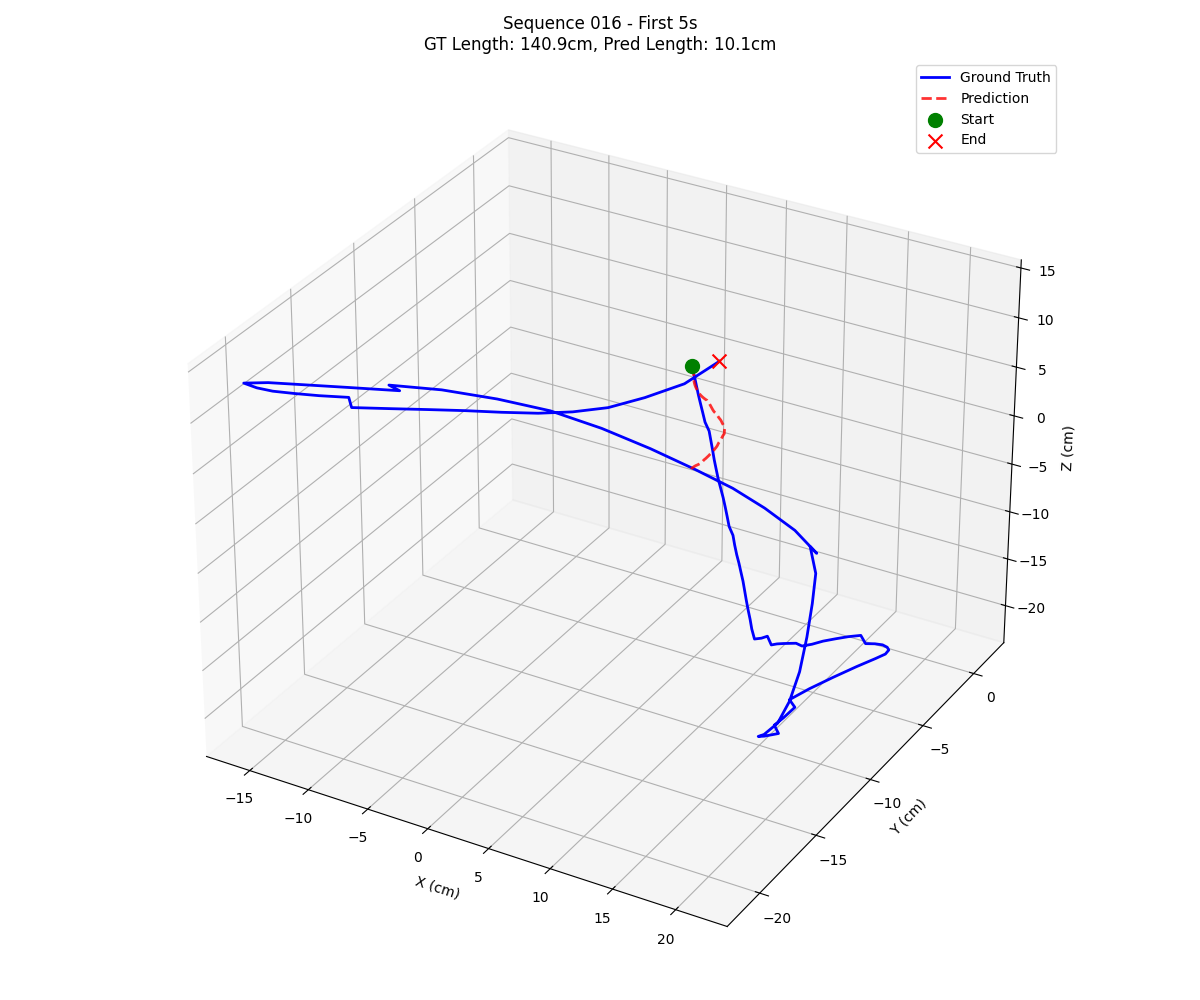 Sequence 016 - First 5s
GT Length: 140.9cm, Pred Length: 10.1cm
Ground Truth
Prediction
Start
End
15
10
5
0
−5
−10
−15
−20
Z (cm)
0
−5
−10
−15
−20
Y (cm)
−15
−10
−5
0
5
10
15
20
X (cm)